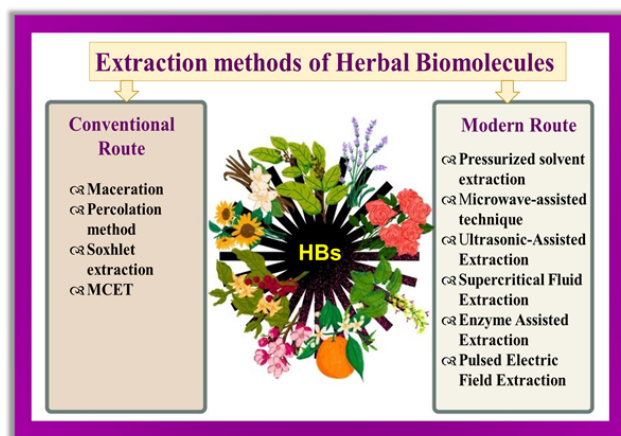 Extraction methods of Herbal Biomolecules
Conventional
Route
Maceration
Percolation
method
Soxhlet
extraction
MCET
HBs
Modern Route
Pressurized solvent
extraction
Microwave-assisted
technique
Ultrasonic-Assisted
Extraction
Supercritical Fluid
Extraction
Enzyme Assisted
Extraction
Pulsed Electric
Field Extraction